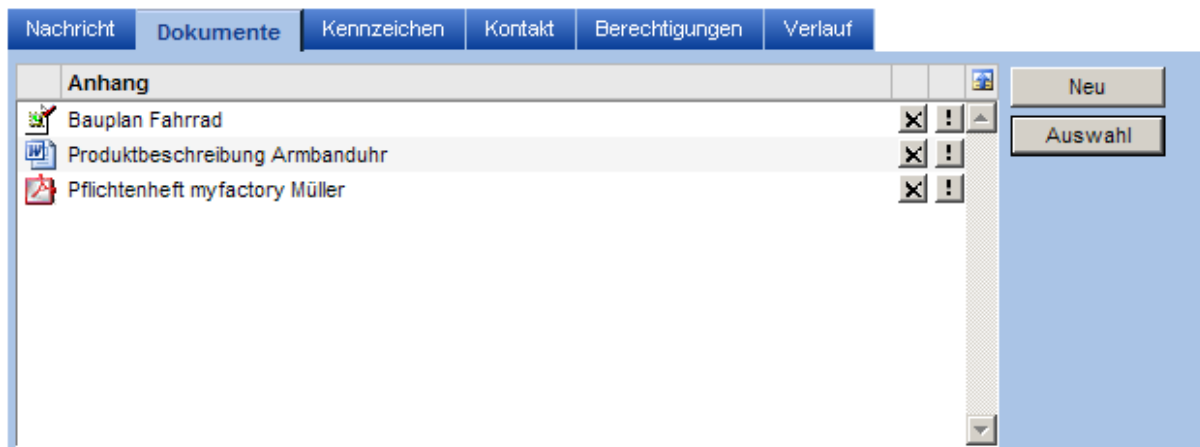 Nachricht Dokumente Kennzeichen Kontakt Berechtigungen Verlauf
Anhang
Neu
Bauplan Fahrrad
Auswahl
Produktbeschreibung Armbanduhr
Pflichtenheft myfactory Müller